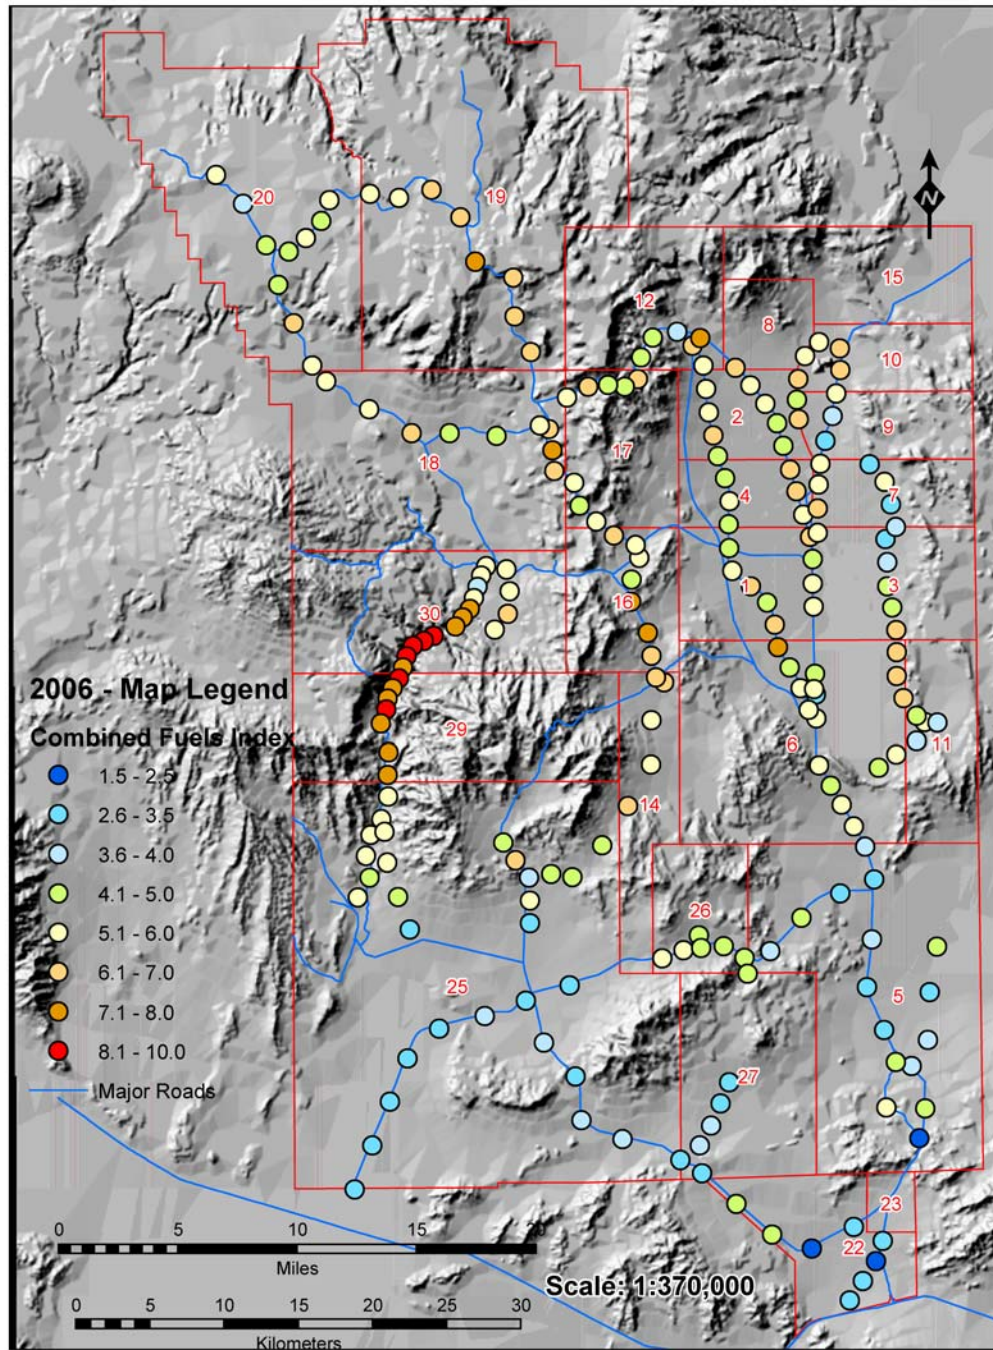 N
20
19
15
12
8
10
2
9
17
18
7
4
1
3
16
30
2006 - Map Legend
29
Combined Fuels Index
6
11
1.5 - 2.5
2.6 - 3.5
14
3.6 - 4.0
4.1 - 5.0
5.1 - 6.0
26
6.1 - 7.0
25
5
7.1 - 8.0
8.1 - 10.0
27
Major Roads
23
0 5 10 15 20
22
Miles
Scale: 1:370,000
0 5 10 15 20 25 30
Kilometers